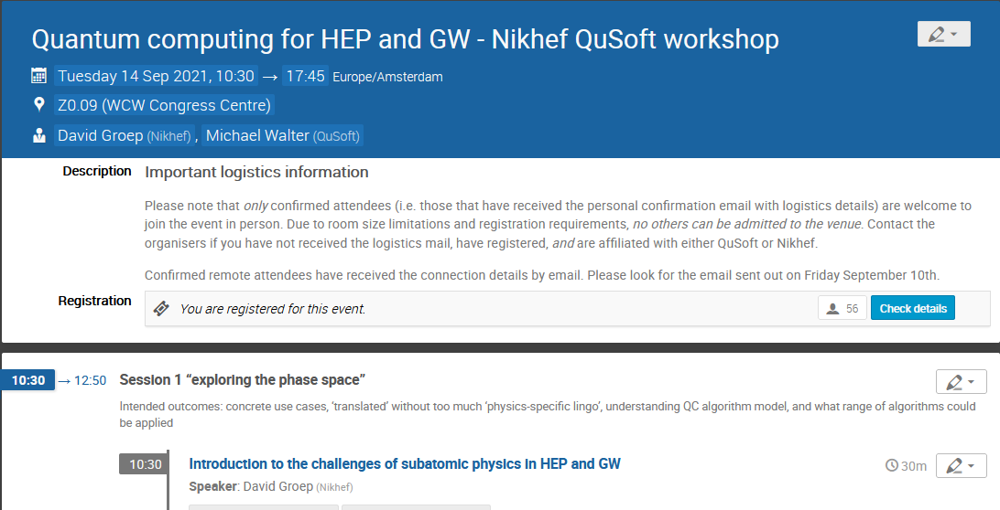 Quantum computing for HEP and GW - Nikhef QuSoft workshop
Tuesday 14 Sep 2021, 10:30 → 17:45 Europe/Amsterdam
Z0.09 (WCW Congress Centre)
David Groep (Nikhef) , Michael Walter (QuSoft)
Description Important logistics information
Please note that only confirmed attendees (i.e. those that have received the personal confirmation email with logistics details) are welcome to
join the event in person. Due to room size limitations and registration requirements, no others can be admitted to the venue. Contact the
organisers if you have not received the logistics mail, have registered, and are affiliated with either QuSoft or Nikhef.
Confirmed remote attendees have received the connection details by email. Please look for the email sent out on Friday September 10th.
Registration You are registered for this event. 56 Check details
10:30 → 12:50 Session 1 “exploring the phase space”
Intended outcomes: concrete use cases, ‘translated’ without too much ‘physics-specific lingo’, understanding QC algorithm model, and what range of algorithms could
be applied
10:30 Introduction to the challenges of subatomic physics in HEP and GW 30m
Speaker: David Groep (Nikhef)